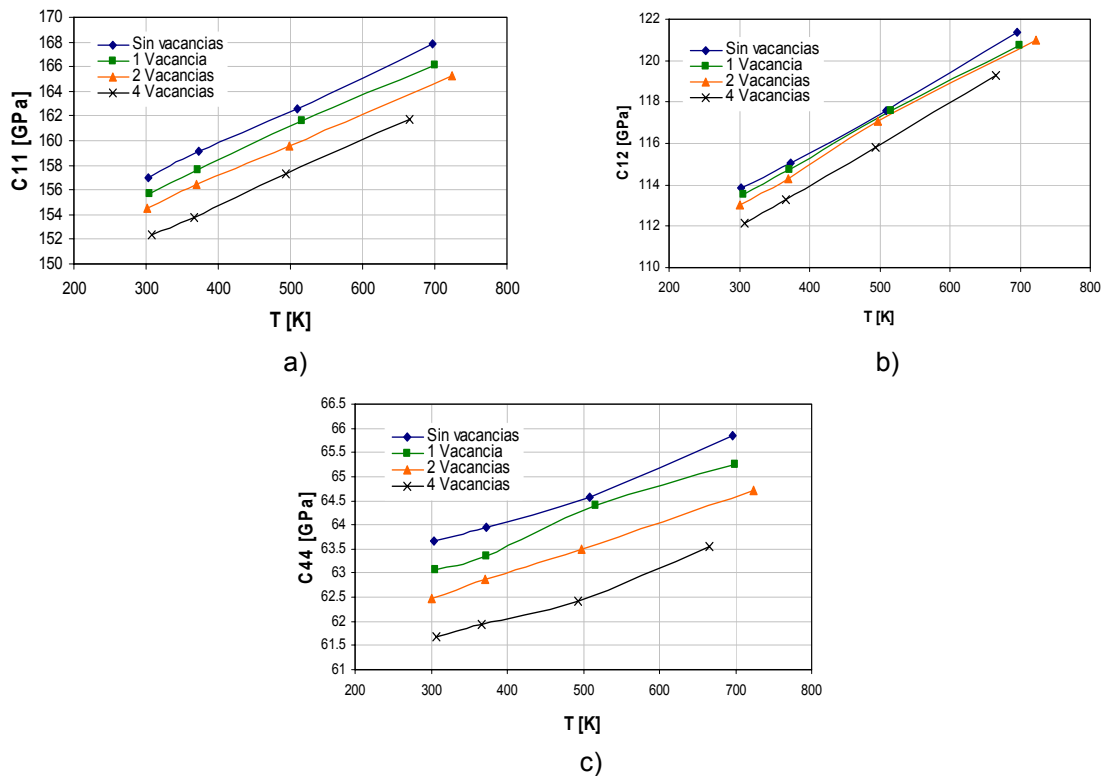 170
168
166
164
162
160
158
156
154
152
150
C11 [GPa]
Sin vacancias
1 Vacancia
2 Vacancias
4 Vacancias
200 300 400 500 600 700 800
T [K]
a)
122
120
118
116
114
112
110
C12 [GPa]
Sin vacancias
1 Vacancia
2 Vacancias
4 Vacancias
200 300 400 500 600 700 800
T [K]
b)
66.5
66
65.5
65
64.5
64
63.5
63
62.5
62
61.5
61
C44 [GPa]
Sin vacancias
1 Vacancia
2 Vacancias
4 Vacancias
200 300 400 500 600 700 800
T [K]
c)